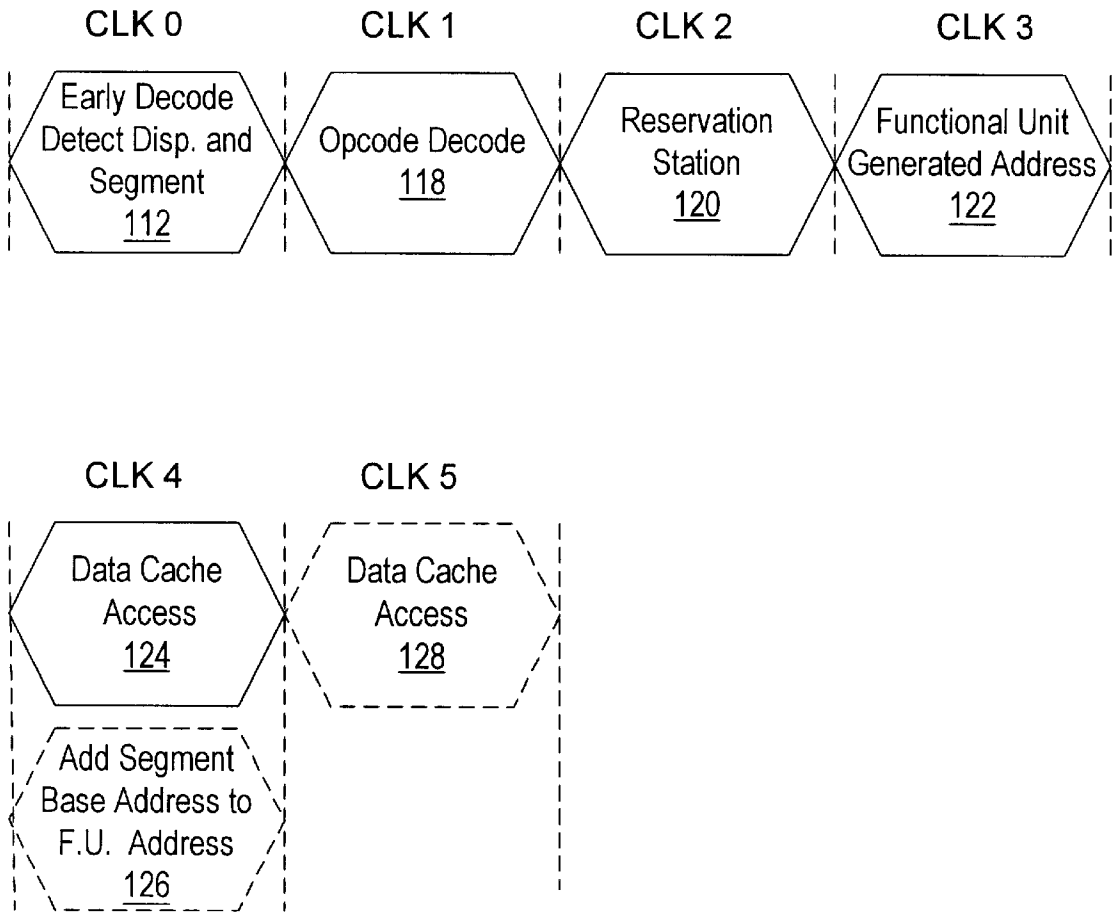 CLK 0
CLK 1
CLK 2
CLK 3
Early Decode
Detect Disp. and
Segment
112
Opcode Decode
118
Reservation
Station
120
Functional Unit
Generated Address
122
CLK 4
CLK 5
Data Cache
Access
124
Data Cache
Access
128
Add Segment
Base Address to
F.U. Address
126